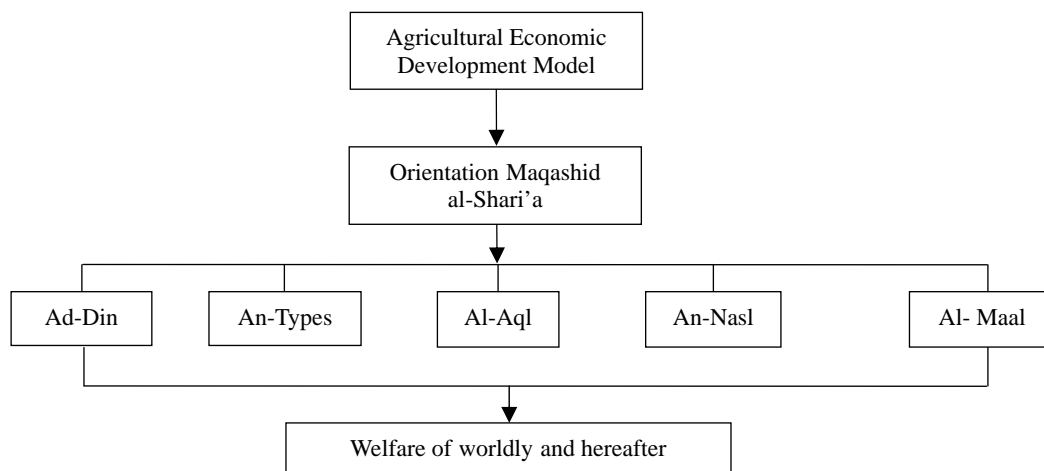 Agricultural Economic
Development Model
Orientation Maqashid
al-Shari’a
Ad-Din
An-Types
Al-Aql
An-Nasl
Al- Maal
Welfare of worldly and hereafter